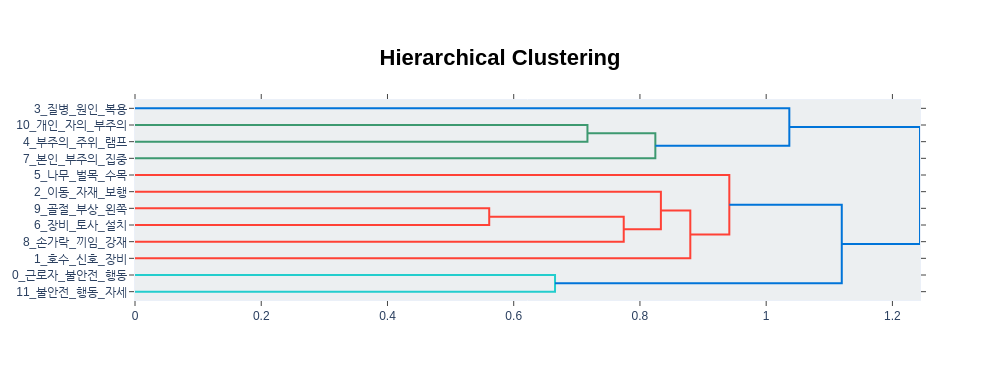 Hierarchical Clustering
3_질병_원인_복용
10_개인_자의_부주의
4_부주의_주위_램프
7_본인_부주의_집중
5_나무_벌목_수목
2_이동_자재_보행
9_골절_부상_왼쪽
6_장비_토사_설치
8_손가락_끼임_강재
1_호수_신호_장비
0_근로자_불안전_행동
11_불안전_행동_자세
0 0.2 0.4 0.6 0.8 1 1.2